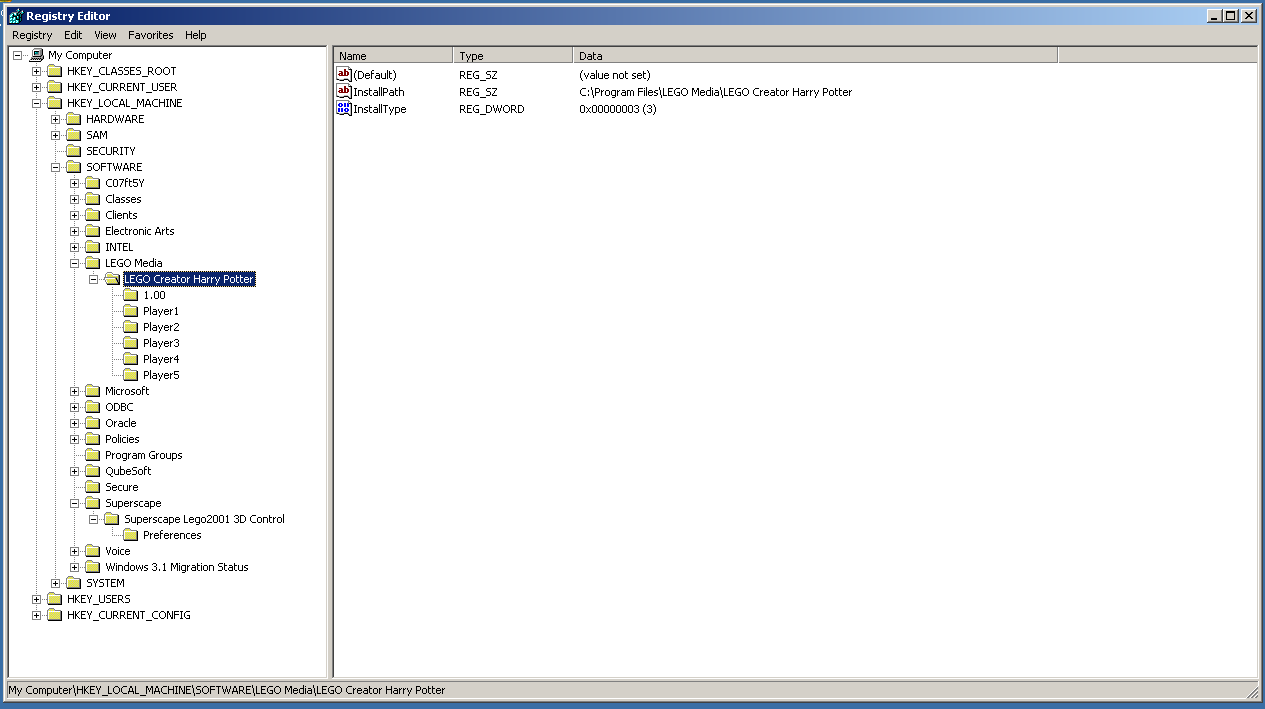 Registry Editor
Registry Edit View Favorites Help
My Computer
HKEY_CLASSES_ROOT
HKEY_CURRENT_USER
HKEY_LOCAL_MACHINE
HARDWARE
SAM
SECURITY
SOFTWARE
C07ft5Y
Classes
Clients
Electronic Arts
INTEL
LEGO Media
LEGO Creator Harry Potter
1.00
Player1
Player2
Player3
Player4
Player5
Microsoft
ODBC
Oracle
Policies
Program Groups
QubeSoft
Secure
Superscape
Superscape Lego2001 3D Control
Preferences
Voice
Windows 3.1 Migration Status
SYSTEM
HKEY_USERS
HKEY_CURRENT_CONFIG
Name Type Data
(Default) REG_SZ (value not set)
InstallPath REG_SZ C:\Program Files\LEGO Media\LEGO Creator Harry Potter
InstallType REG_DWORD 0x00000003 (3)
My Computer\HKEY_LOCAL_MACHINE\SOFTWARE\LEGO Media\LEGO Creator Harry Potter